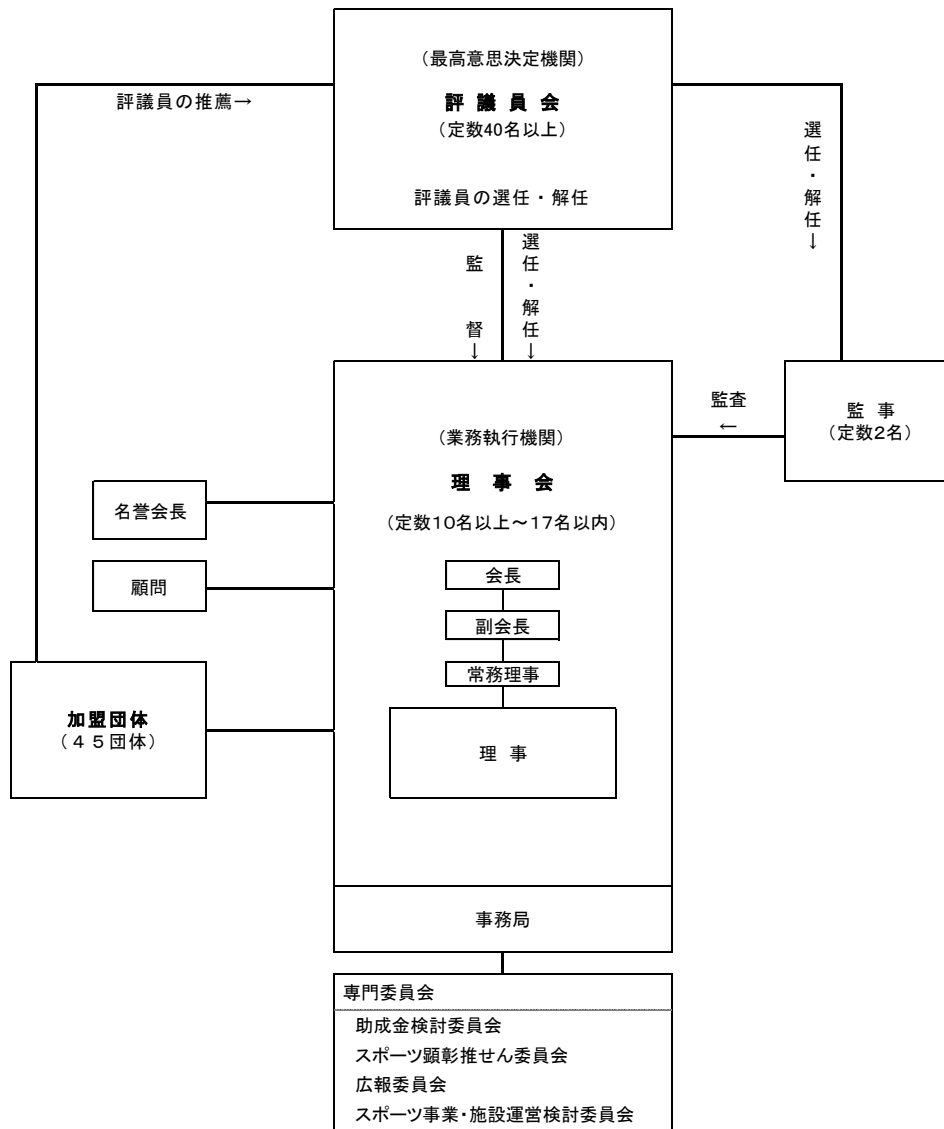 （最高意思決定機関）
評議員会
（定数40名以上）
評議員の選任・解任
評議員の推薦→
選任・解任↓
監督↓
選任・解任↓
（業務執行機関）
理事会
（定数１０名以上～１７名以内）
会長
副会長
常務理事
理事
監査
←
監事
（定数２名）
名誉会長
顧問
加盟団体
（４５団体）
事務局
専門委員会
助成金検討委員会
スポーツ顕彰推せん委員会
広報委員会
スポーツ事業・施設運営検討委員会